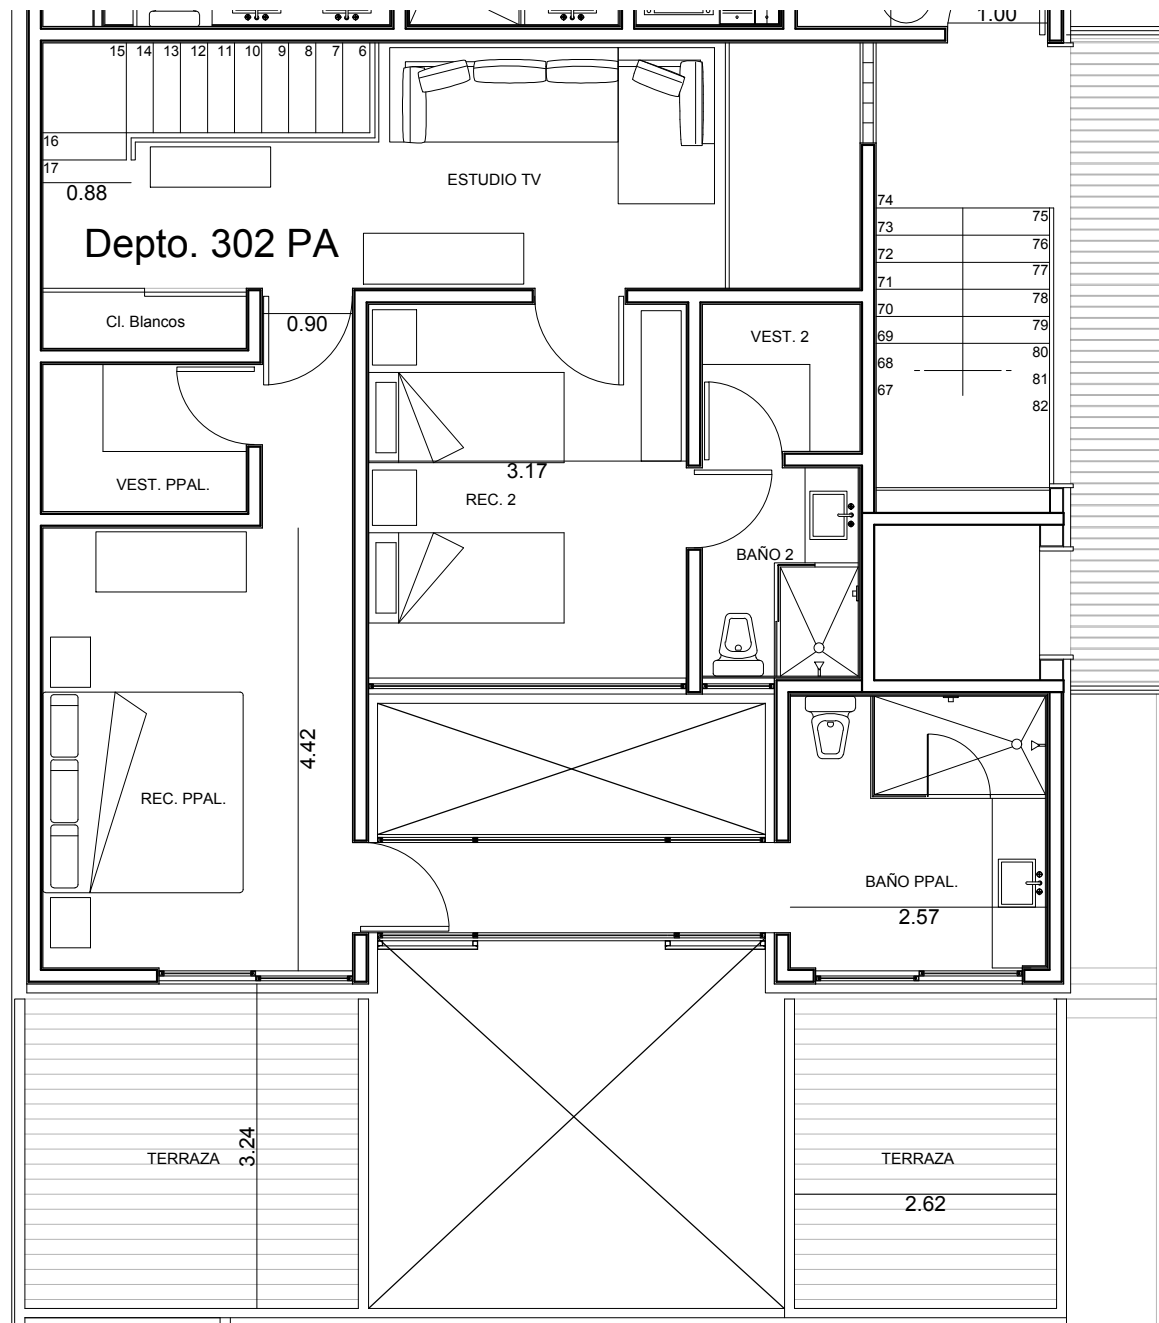 1.00
15 14 13 12 11 10 9 8 7 6
16
17
0.88
ESTUDIO TV
Depto. 302 PA
74
75
73
76
72
77
71
78
70
79
69
80
68
81
67
82
Cl. Blancos
0.90
VEST. 2
3.17
VEST. PPAL.
REC. 2
BAÑO 2
4.42
REC. PPAL.
BAÑO PPAL.
2.57
TERRAZA
3.24
TERRAZA
2.62